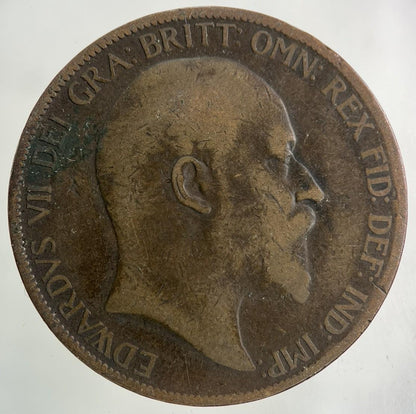 EDWARDVS VII DEI GRA: BRITT: OMN: REX FID: DEF: IND: IMP: